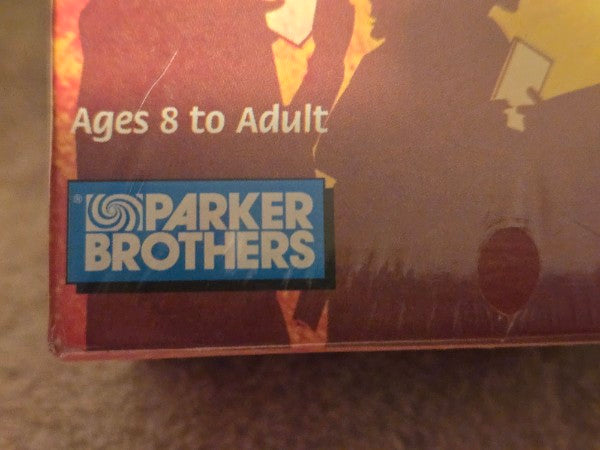 Ages 8 to Adult
® PARKER
BROTHERS